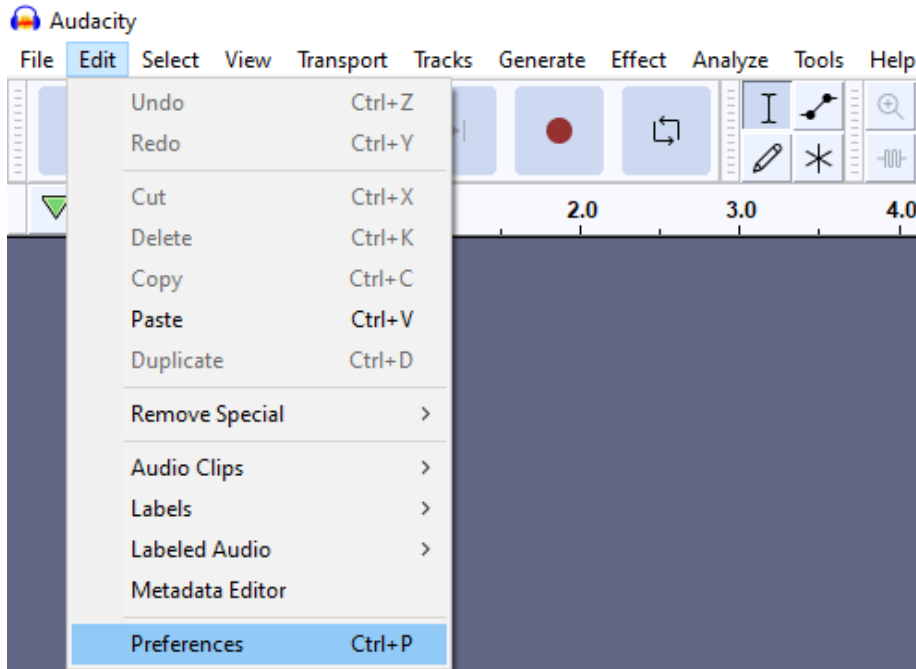 Audacity
File Edit Select View Transport Tracks Generate Effect Analyze Tools Help
Undo Ctrl+Z
Redo Ctrl+Y
2.0 3.0 4.0
Cut Ctrl+X
Delete Ctrl+K
Copy Ctrl+C
Paste Ctrl+V
Duplicate Ctrl+D
Remove Special
Audio Clips
Labels
Labeled Audio
Metadata Editor
Preferences Ctrl+P